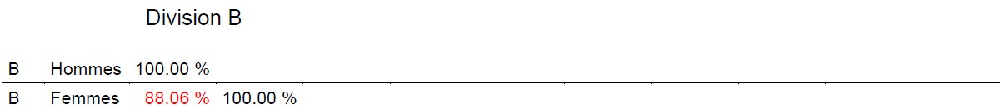 Division B
B Hommes 100.00 %
B Femmes 88.06 % 100.00 %